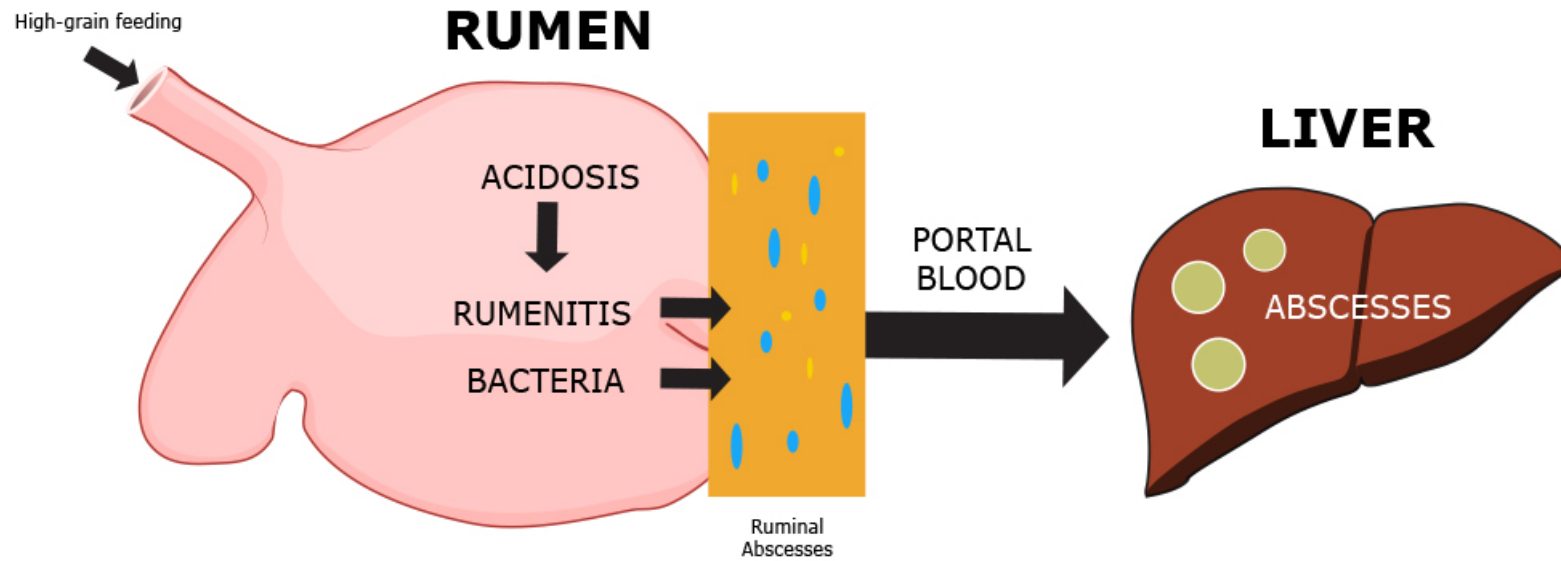 High-grain feeding
RUMEN
ACIDOSIS
RUMENITIS
BACTERIA
Ruminal
Abscesses
PORTAL
BLOOD
LIVER
ABSCESSES